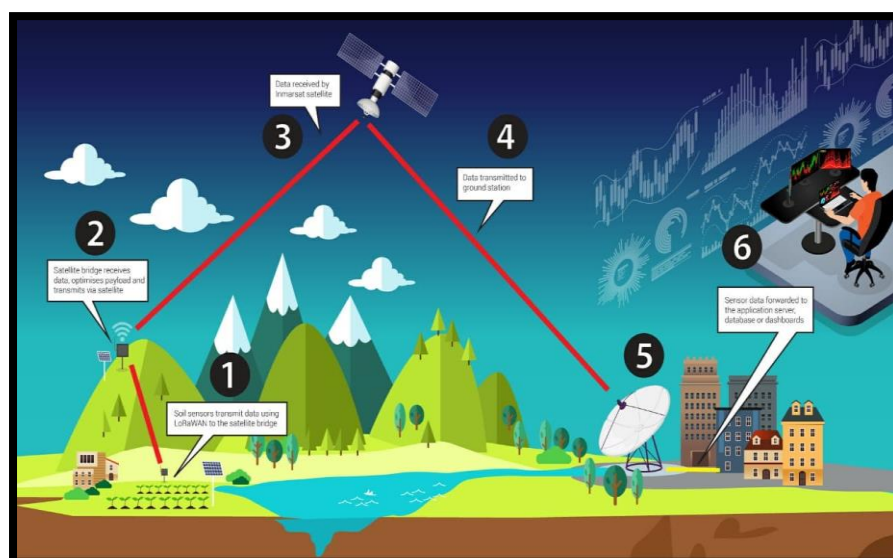 1
Soil sensors transmit data using
LoRaWAN to the satellite bridge
2
Satellite bridge receives
data, optimises payload and
transmits via satellite
3
Data received by
Inmarsat satellite
4
Data transmitted to
ground station
5
6
Sensor data forwarded to
the application server,
database or dashboards